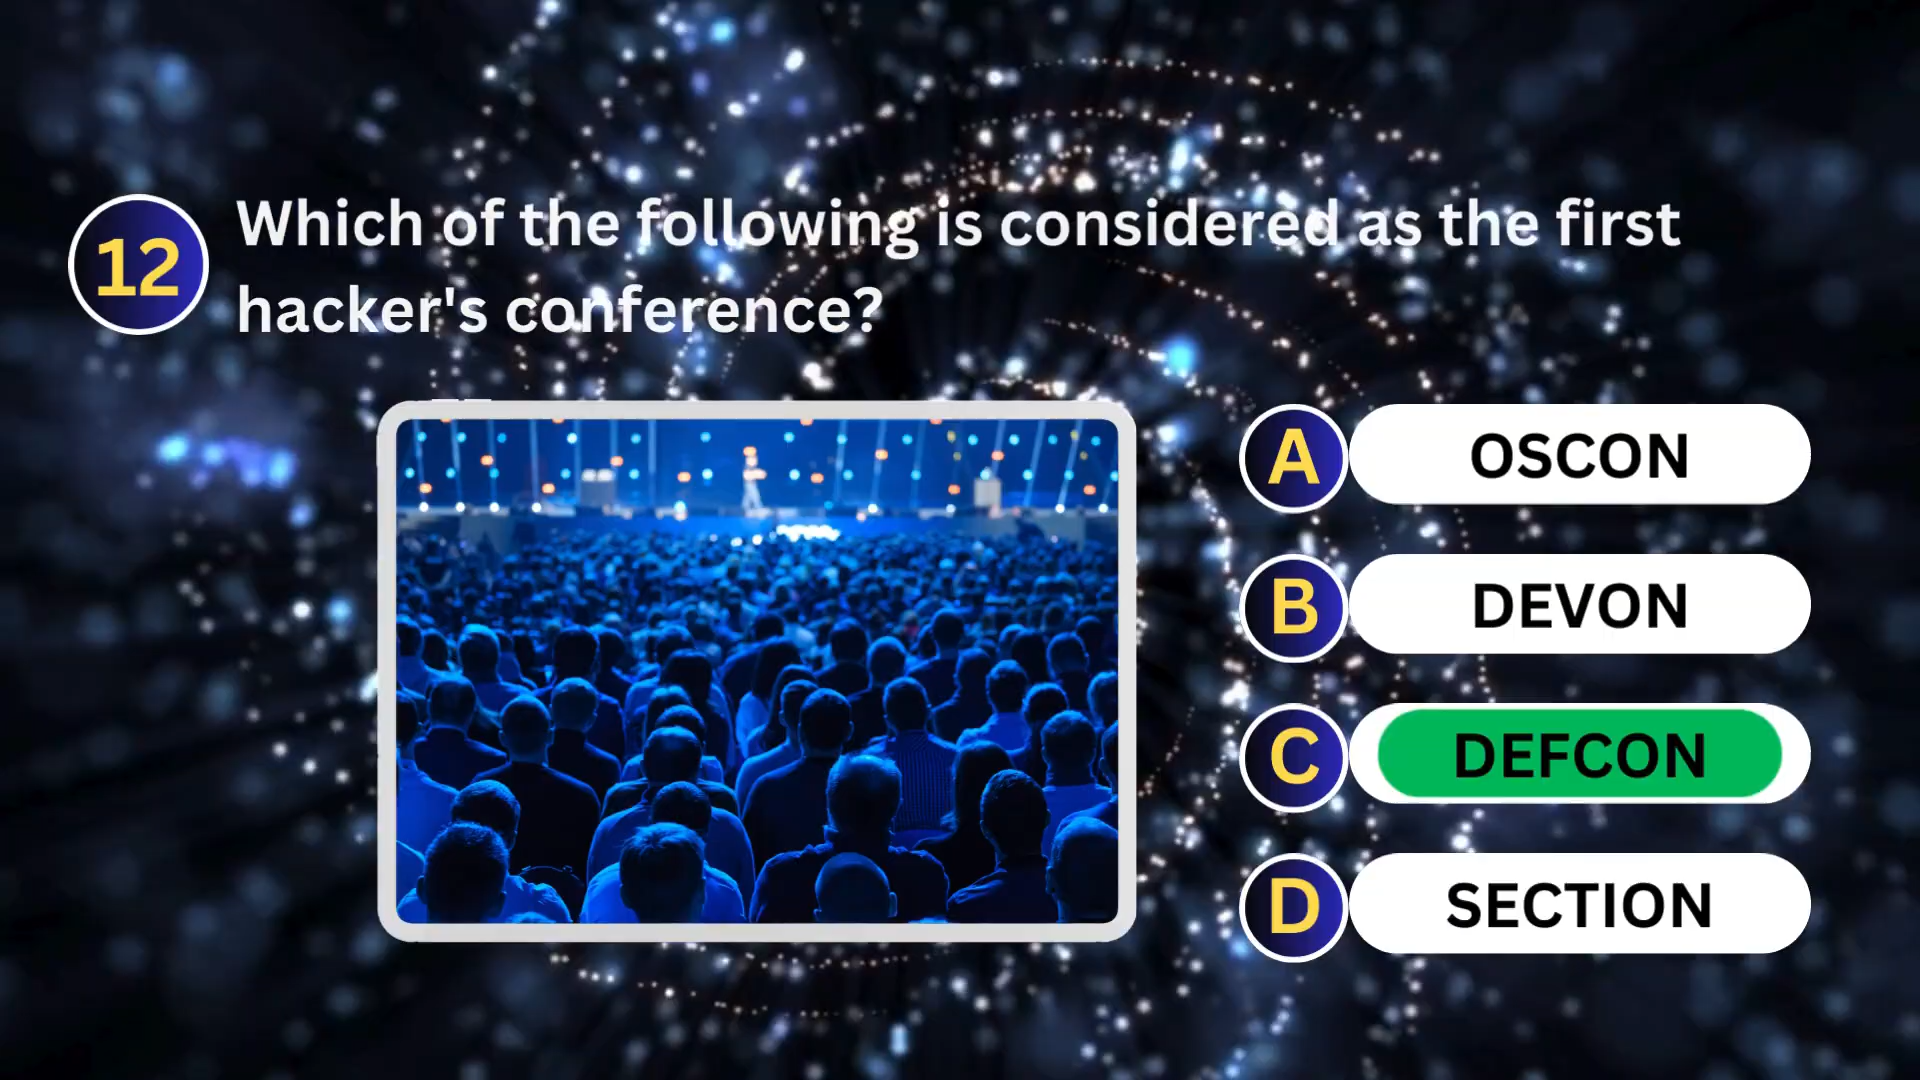 12
Which of the following is considered as the first
hacker's conference?
A
OSCON
B
DEVON
C
DEFCON
D
SECTION